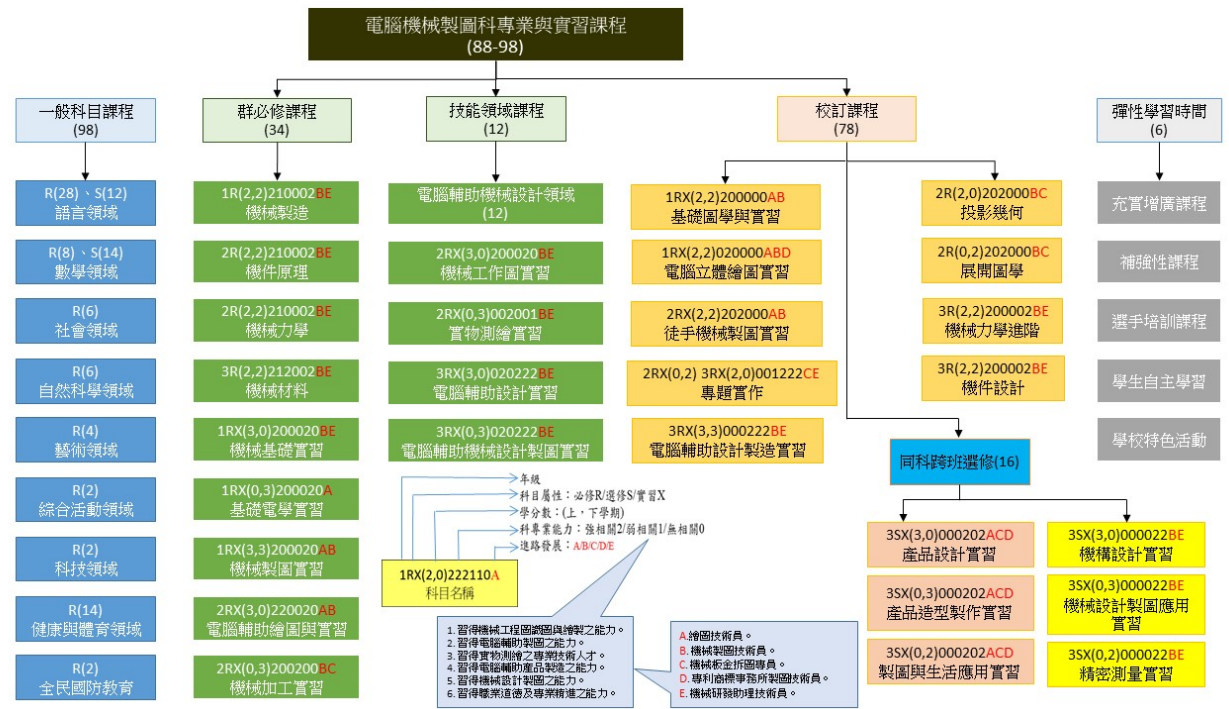 電腦機械製圖科專業與實習課程
(88-98)
一般科目課程
(98)
R(28)、S(12)
語言領域
R(8)、S(14)
數學領域
R(6)
社會領域
R(6)
自然科學領域
R(4)
藝術領域
R(2)
綜合活動領域
R(2)
科技領域
R(14)
健康與體育領域
R(2)
全民國防教育
群必修課程
(34)
1R(2,2)210002BE
機械製造
2R(2,2)210002BE
機件原理
2R(2,2)210002BE
機械力學
3R(2,2)212002BE
機械材料
1RX(3,0)200020BE
機械基礎實習
1RX(0,3)200020A
基礎電學實習
1RX(3,3)200020AB
機械製圖實習
2RX(3,0)220020AB
電腦輔助繪圖與實習
2RX(0,3)200200BC
機械加工實習
技能領域課程
(12)
電腦輔助機械設計領域
(12)
2RX(3,0)200020BE
機械工作圖實習
2RX(0,3)002001BE
實物測繪實習
3RX(3,0)020222BE
電腦輔助設計實習
3RX(0,3)020222BE
電腦輔助機械設計製圖實習
校訂課程
(78)
1RX(2,2)200000AB
基礎圖學與實習
1RX(2,2)020000ABD
電腦立體繪圖實習
2RX(2,2)202000AB
徒手機械製圖實習
2RX(0,2) 3RX(2,0)001222CE
專題實作
3RX(3,3)000222BE
電腦輔助設計製造實習
2R(2,0)202000BC
投影幾何
2R(0,2)202000BC
展開圖學
3R(2,2)200002BE
機械力學進階
3R(2,2)200002BE
機件設計
同科跨班選修(16)
3SX(3,0)000202ACD
產品設計實習
3SX(0,3)000202ACD
產品造型製作實習
3SX(0,2)000202ACD
製圖與生活應用實習
3SX(3,0)000022BE
機構設計實習
3SX(0,3)000022BE
機械設計製圖應用
實習
3SX(0,2)000022BE
精密測量實習
彈性學習時間
(6)
充實增廣課程
補強性課程
選手培訓課程
學生自主學習
學校特色活動
年級
科目屬性：必修R/選修S/實習X
學分數：(上，下學期)
科專業能力：強相關2/弱相關1/無相關0
進路發展：A/B/C/D/E
1RX(2,0)222110A
科目名稱
1. 習得機械工程圖識圖與繪製之能力。
2. 習得電腦輔助製圖之能力。
3. 習得實物測繪之專業技術人才。
4. 習得電腦輔助產品製造之能力。
5. 習得機械設計製圖之能力。
6. 習得職業道德及專業精進之能力。
A.繪圖技術員。
B. 機械製圖技術員。
C. 機械板金拆圖專員。
D. 專利商標事務所製圖技術員。
E. 機械研發助理技術員。